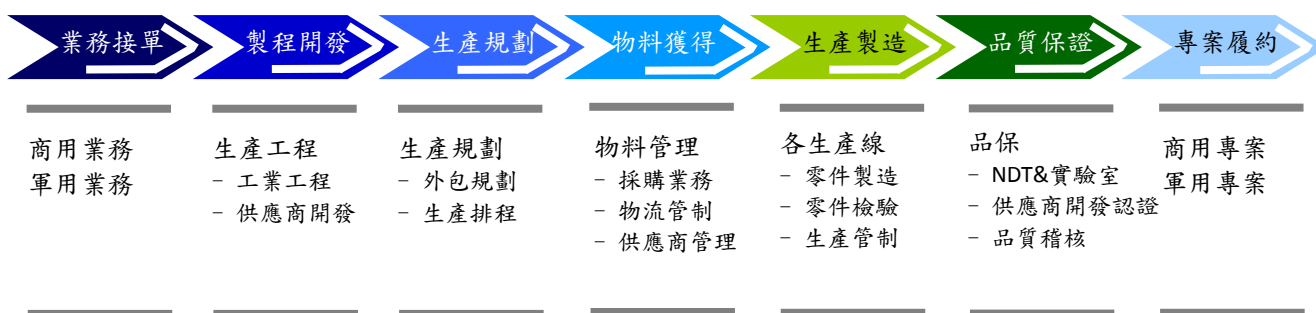 業務接單
製程開發
生產規劃
物料獲得
生產製造
品質保證
專案履約
商用業務
軍用業務
生產工程
- 工業工程
- 供應商開發
生產規劃
- 外包規劃
- 生產排程
物料管理
- 採購業務
- 物流管制
- 供應商管理
各生產線
- 零件製造
- 零件檢驗
- 生產管制
品保
- NDT&實驗室
- 供應商開發認證
- 品質稽核
商用專案
軍用專案